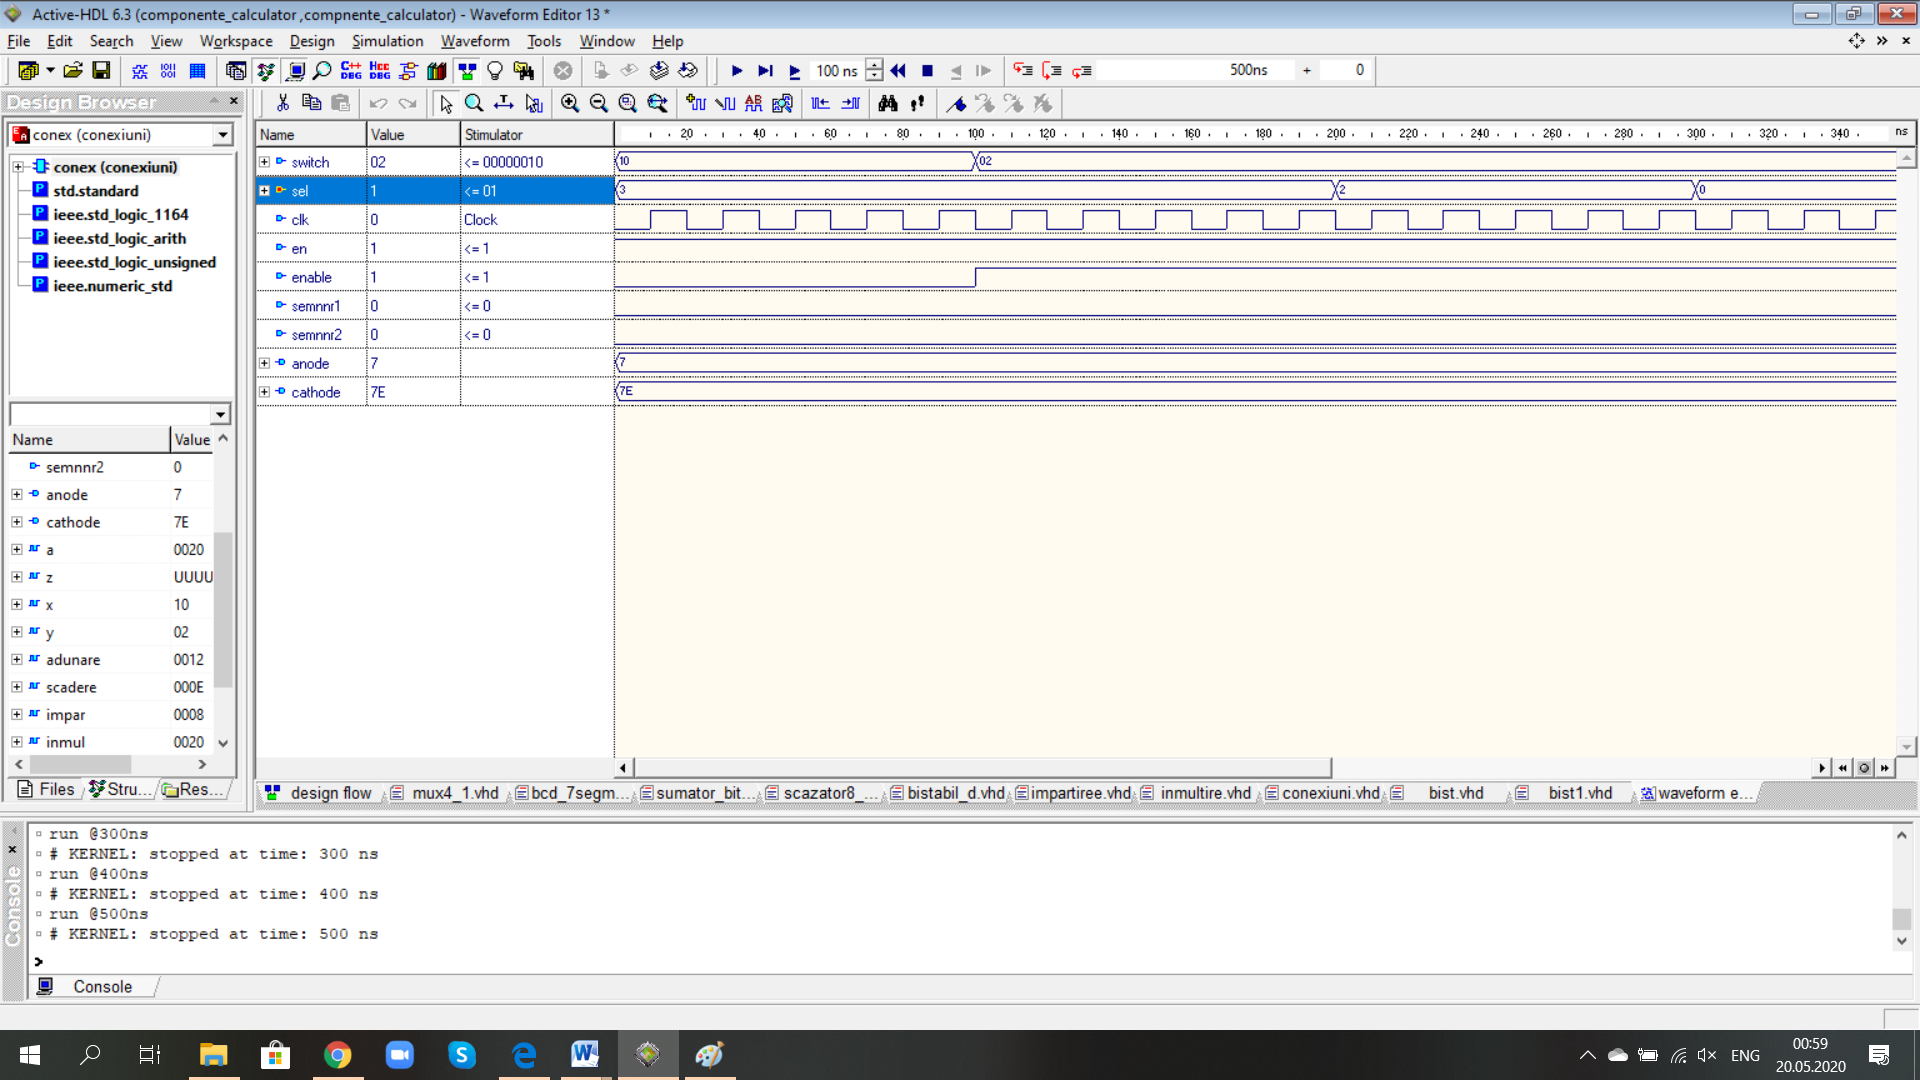 Active-HDL 6.3 (componente_calculator ,compnente_calculator) - Waveform Editor 13 *
File Edit Search View Workspace Design Simulation Waveform Tools Window Help
C++ DBG HCC DBG 100 ns 500ns + 0
Design Browser
conex (conexiuni)
conex (conexiuni)
std.standard
ieee.std_logic_1164
ieee.std_logic_arith
ieee.std_logic_unsigned
ieee.numeric_std
Name Value
semnnr2 0
anode 7
cathode 7E
a 0020
z UUUU
x 10
y 02
adunare 0012
scadere 000E
impar 0008
inmul 0020
Files Stru... Res...
Name Value Stimulator 20 40 60 80 100 120 140 160 180 200 220 240 260 280 300 320 340 ns
switch 02 <= 00000010 10 02
sel 1 <= 01 3 2 0
clk 0 Clock
en 1 <= 1
enable 1 <= 1
semnnr1 0 <= 0
semnnr2 0 <= 0
anode 7 7
cathode 7E 7E
design flow mux4_1.vhd bcd_7segm... sumator_bit... scazator8_... bistabil_d.vhd impartiree.vhd inmultire.vhd conexiuni.vhd bist.vhd bist1.vhd waveform e...
Console
run @300ns
# KERNEL: stopped at time: 300 ns
run @400ns
# KERNEL: stopped at time: 400 ns
run @500ns
# KERNEL: stopped at time: 500 ns
>
Console
ENG
00:59
20.05.2020